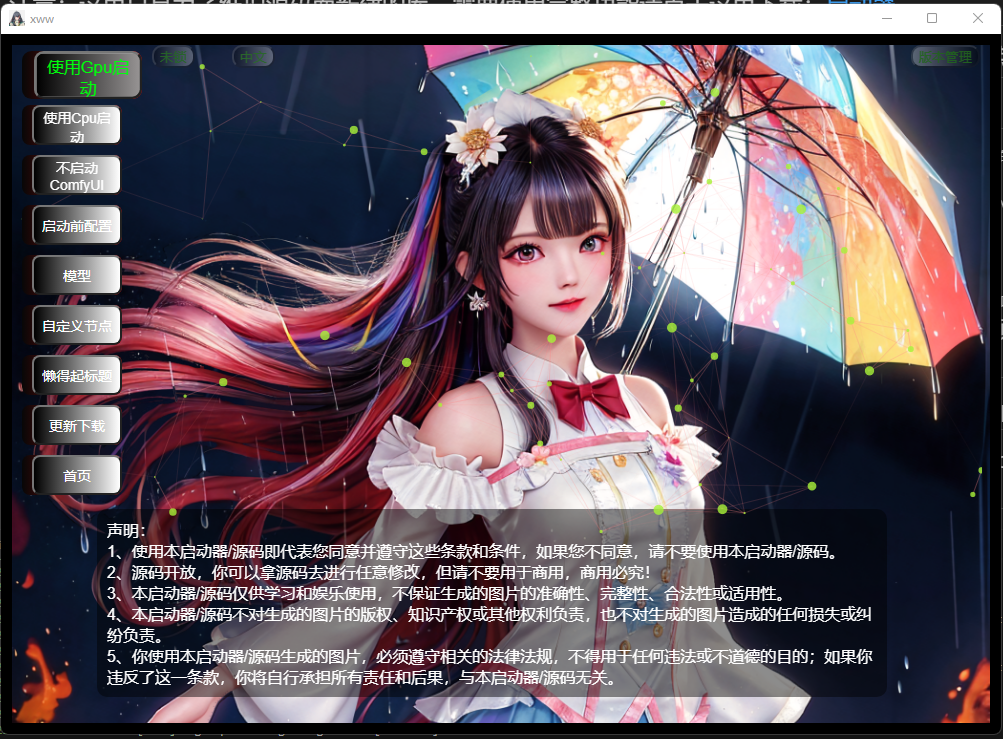 xww
使用Gpu启
动
中文
使用Cpu启
动
不启动
ComfyUI
启动前配置
模型
自定义节点
懒得起标题
更新下载
首页
声明:
1、使用本启动器/源码即代表您同意并遵守这些条款和条件，如果您不同意，请不要使用本启动器/源码。
2、源码开放，你可以拿源码去进行任意修改，但请不要用于商用，商用必究!
3、本启动器/源码仅供学习和娱乐使用，不保证生成的图片的准确性、完整性、合法性或适用性。
4、本启动器/源码不对生成的图片的版权、知识产权或其他权利负责，也不对生成的图片造成的任何损失或纠
纷负责。
5、你使用本启动器/源码生成的图片，必须遵守相关的法律法规，不得用于任何违法或不道德的目的；如果你
违反了这一条款，你将自行承担所有责任和后果，与本启动器/源码无关。